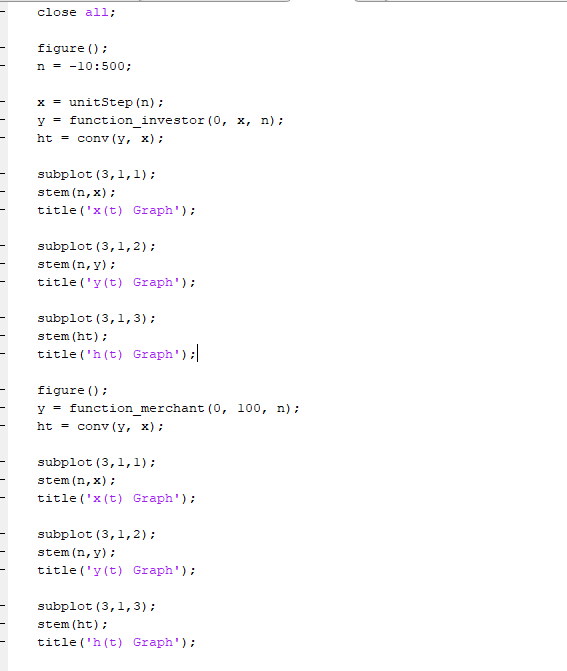 close all;
figure();
n = -10:500;
x = unitStep(n);
y = function_investor(0, x, n);
ht = conv(y, x);
subplot(3,1,1);
stem(n,x);
title('x(t) Graph');
subplot(3,1,2);
stem(n,y);
title('y(t) Graph');
subplot(3,1,3);
stem(ht);
title('h(t) Graph');
figure();
y = function_merchant(0, 100, n);
ht = conv(y, x);
subplot(3,1,1);
stem(n,x);
title('x(t) Graph');
subplot(3,1,2);
stem(n,y);
title('y(t) Graph');
subplot(3,1,3);
stem(ht);
title('h(t) Graph');